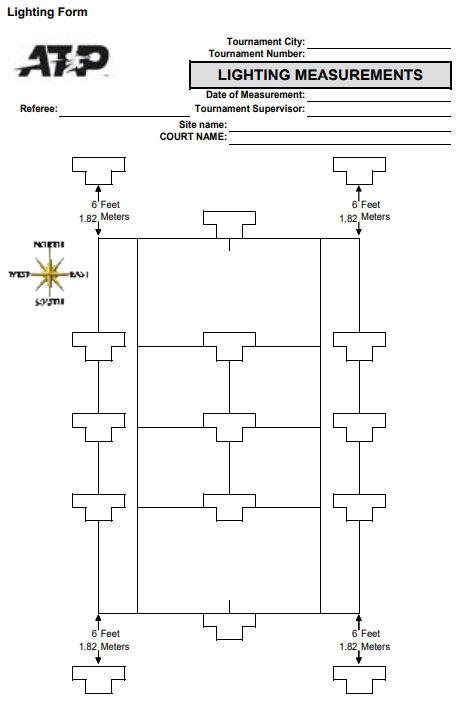 Lighting Form
ATP
Tournament City:
Tournament Number:
LIGHTING MEASUREMENTS
Date of Measurement:
Referee: Tournament Supervisor:
Site name:
COURT NAME:
6 Feet 6 Feet
1.82 Meters 1.82 Meters
NORTH
WEST EAST
SOUTH
6 Feet 6 Feet
1.82 Meters 1.82 Meters